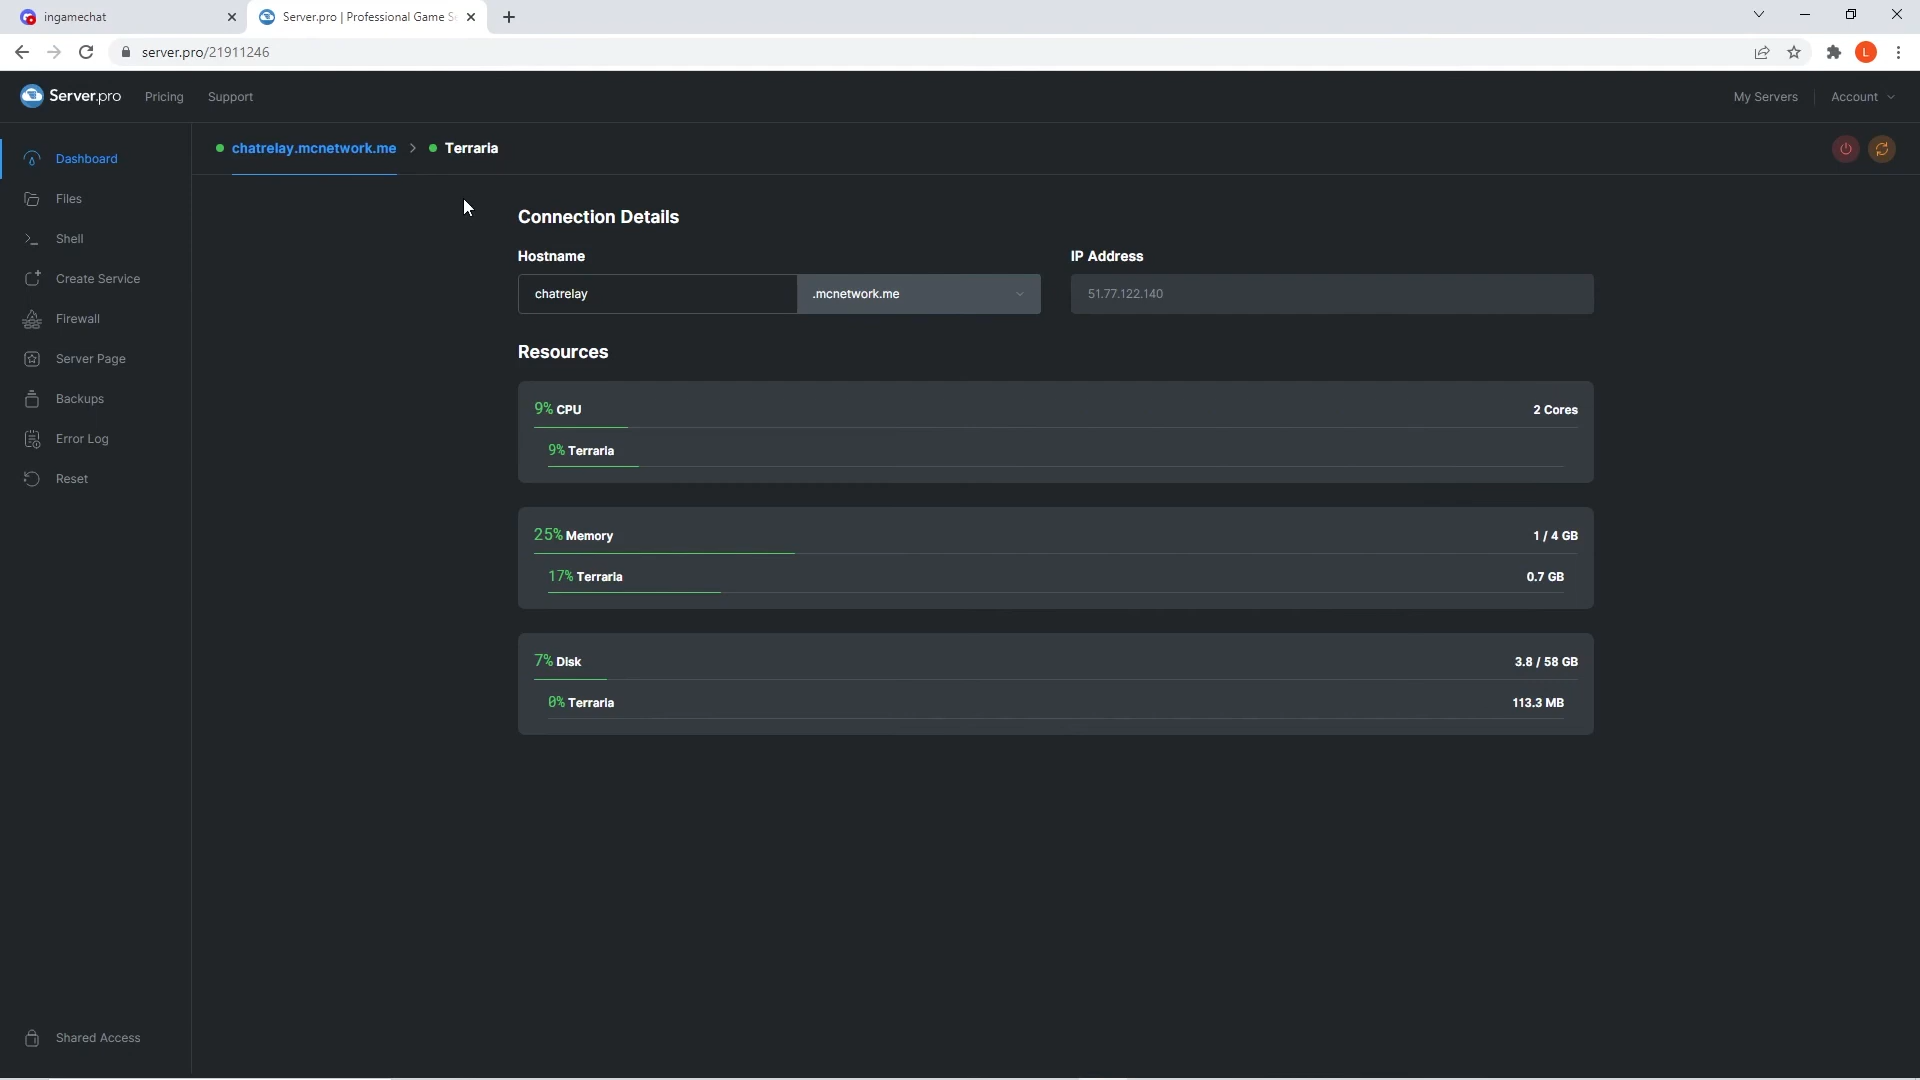 ingamechat
Server.pro | Professional Game Se
server.pro/21911246
L
Server.pro
Pricing
Support
My Servers
Account
Dashboard
Files
Shell
Create Service
Firewall
Server Page
Backups
Error Log
Reset
Shared Access
chatrelay.mcnetwork.me
Terraria
Connection Details
Hostname
IP Address
chatrelay
.mcnetwork.me
51.77.122.140
Resources
9% CPU
2 Cores
9% Terraria
25% Memory
1 / 4 GB
17% Terraria
0.7 GB
7% Disk
3.8 / 58 GB
0% Terraria
113.3 MB